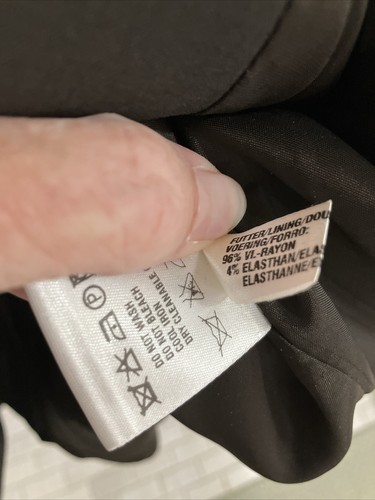 FUTTER/LINING/DOU
VOERING/FORRO:
96% VI.-RAYON
4% ELASTHAN/ELAS
ELASTHANNE/E
DO NOT WASH
DO NOT BLEACH
COOL IRON
DRY CLEANABLE
P